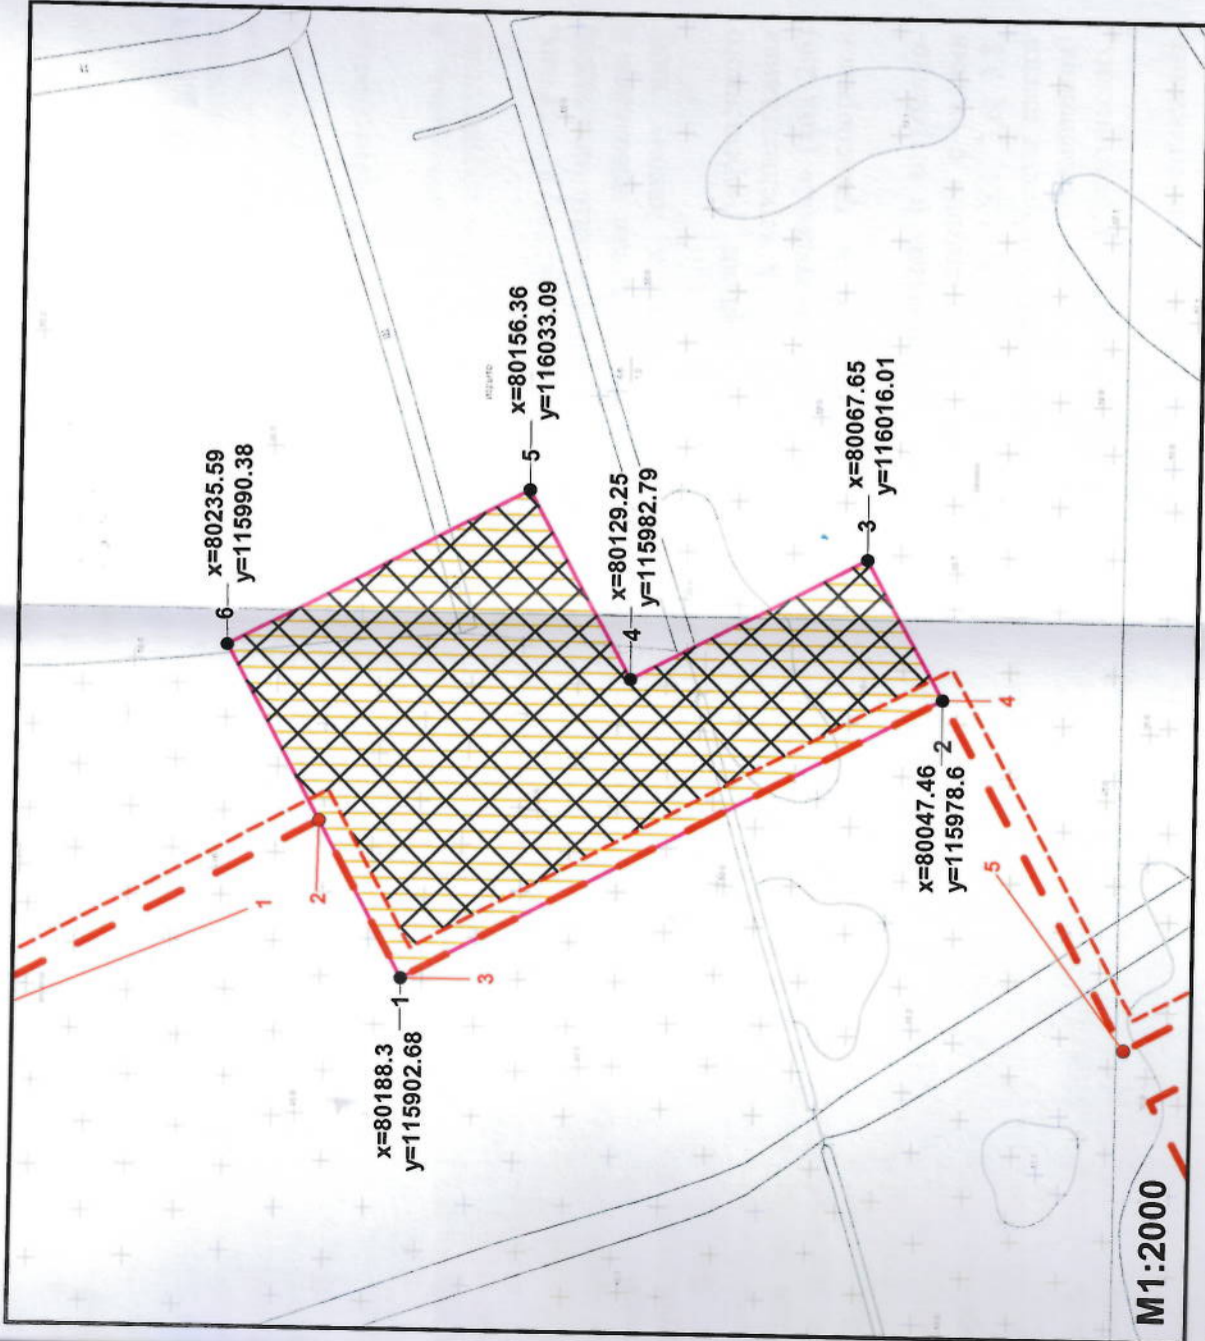 x=80235.59
y=115990.38
6
x=80156.36
y=116033.09
5
x=80129.25
y=115982.79
4
x=80067.65
y=116016.01
3
x=80047.46
y=115978.6
2
x=80188.3
y=115902.68
1
1
2
3
4
5
М1:2000